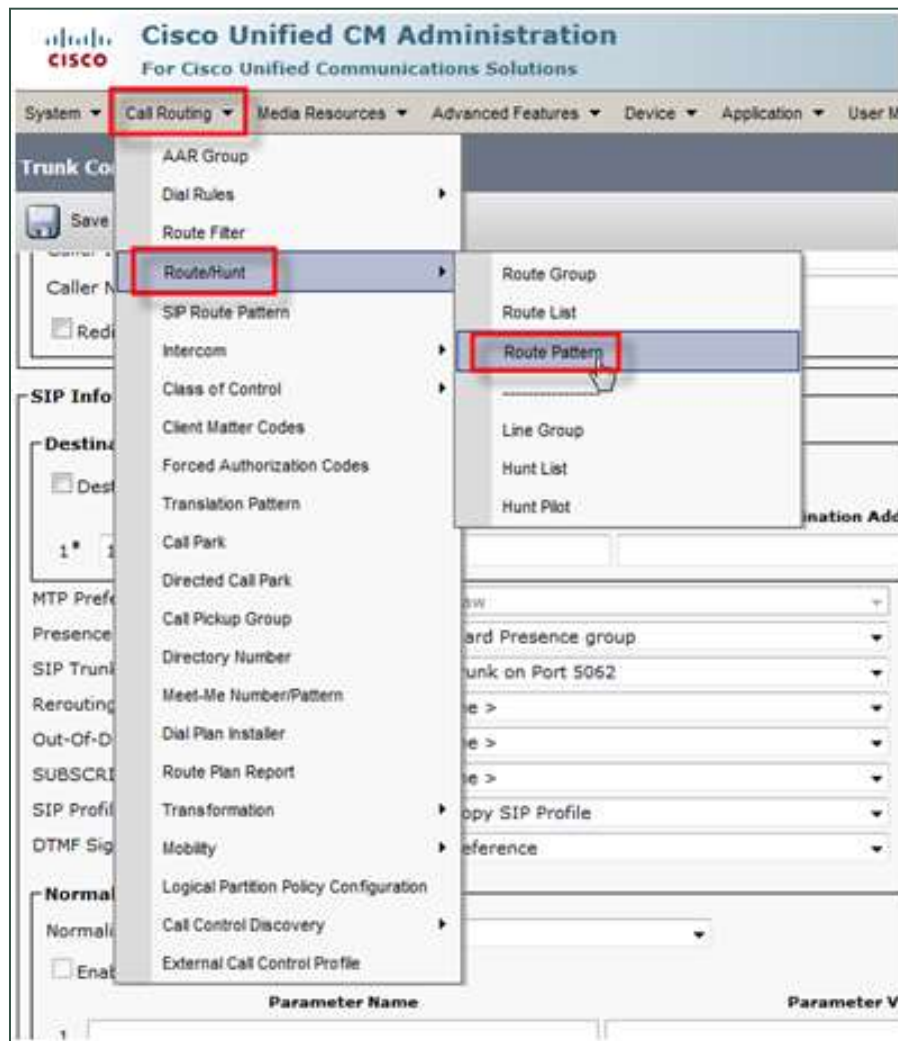 CISCO
Cisco Unified CM Administration
For Cisco Unified Communications Solutions
System Call Routing Media Resources Advanced Features Device Application User M
Trunk Co
Save
AAR Group
Dial Rules
Route Filter
Route/Hunt
SIP Route Pattern
Intercom
Class of Control
Client Matter Codes
Forced Authorization Codes
Translation Pattern
Call Park
Directed Call Park
Call Pickup Group
Directory Number
Meet-Me Number/Pattern
Dial Plan Installer
Route Plan Report
Transformation
Mobility
Logical Partition Policy Configuration
Call Control Discovery
External Call Control Profile
Route Group
Route List
Route Pattern
Line Group
Hunt List
Hunt Pilot
Caller N
Redi
SIP Info
Destina
Dest
ination Add
1* 1
MTP Prefe
Presence ard Presence group
SIP Trunk unk on Port 5062
Rerouting e >
Out-Of-D e >
SUBSCRI e >
SIP Profil opy SIP Profile
DTMF Sig eference
Normal
Normali
Enab
Parameter Name Parameter V
1